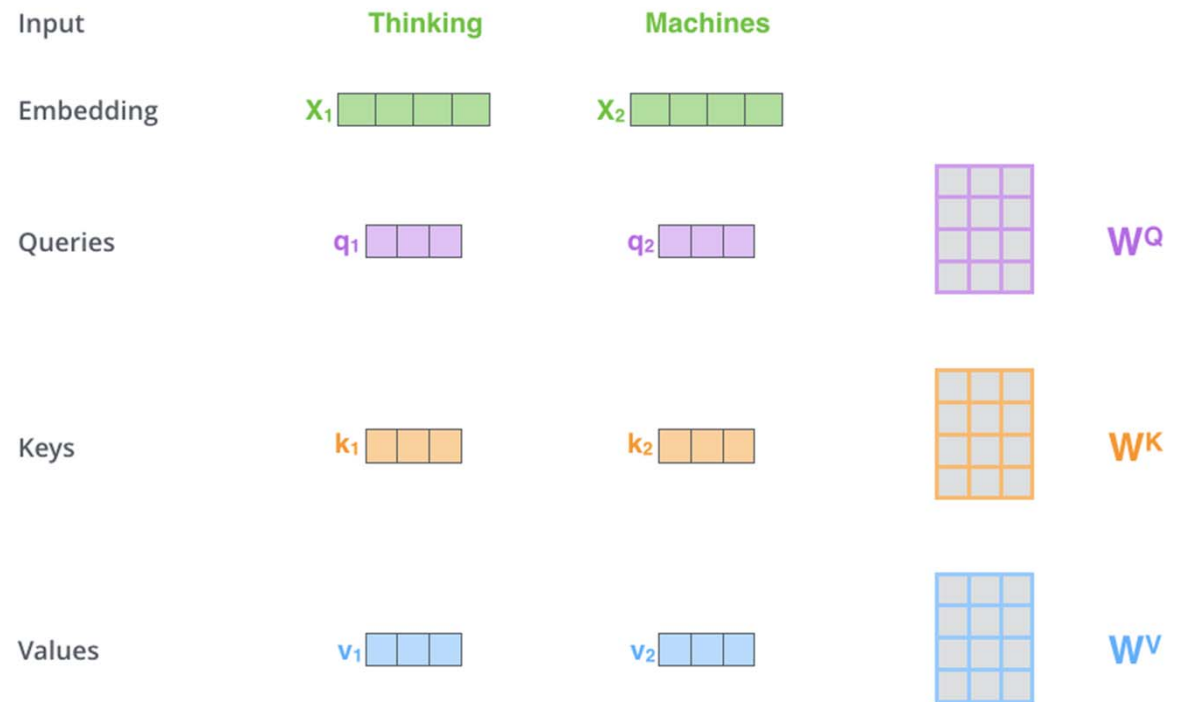 Input Thinking Machines
Embedding X1 X2
Queries q1 q2 WQ
Keys k1 k2 WK
Values v1 v2 WV